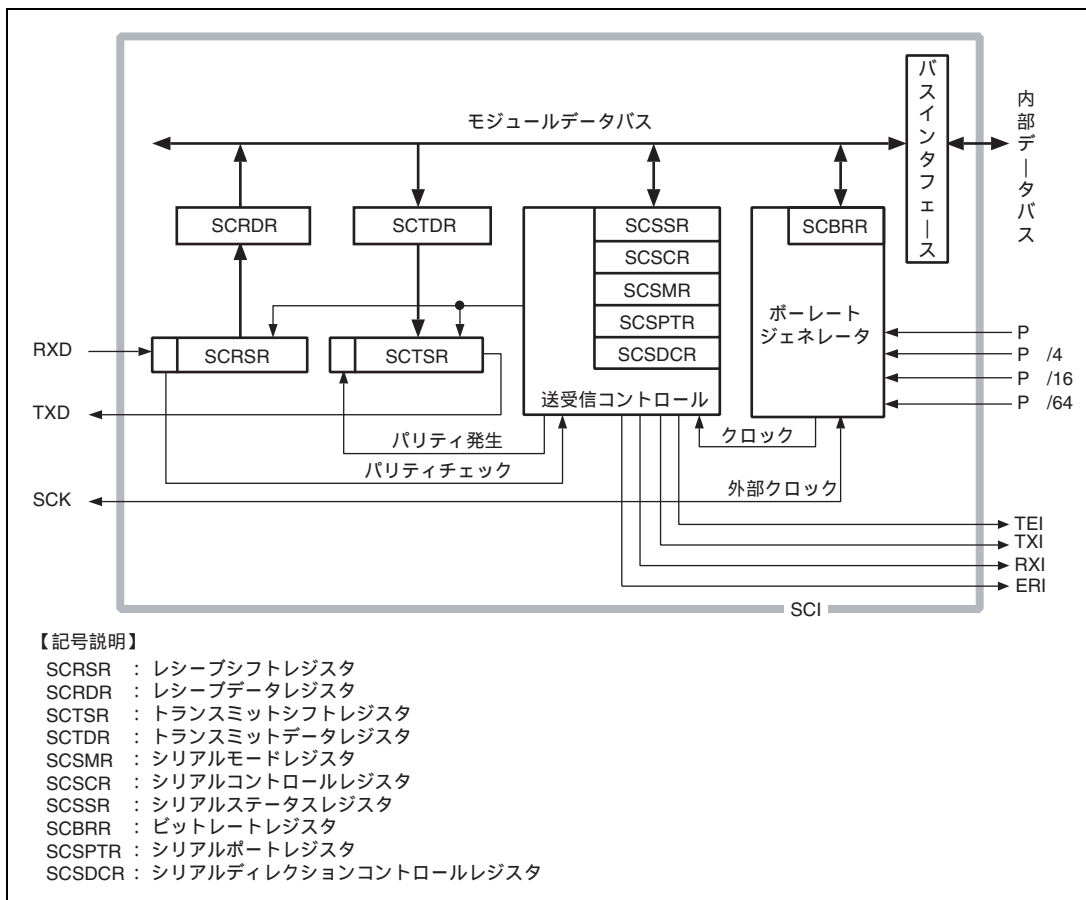 バスインタフェース
内部データバス
モジュールデータバス
SCRDR
SCTDR
SCSSR
SCBRR
SCSCR
SCSMR
SCSPTR
SCSDCR
ボーレート
ジェネレータ
RXD
SCRSR
SCTSR
P
P /4
P /16
P /64
送受信コントロール
TXD
クロック
パリティ発生
パリティチェック
SCK
外部クロック
TEI
TXI
RXI
ERI
SCI
【記号説明】
SCRSR : レシーブシフトレジスタ
SCRDR : レシーブデータレジスタ
SCTSR : トランスミットシフトレジスタ
SCTDR : トランスミットデータレジスタ
SCSMR : シリアルモードレジスタ
SCSCR : シリアルコントロールレジスタ
SCSSR : シリアルステータスレジスタ
SCBRR : ビットレートレジスタ
SCSPTR : シリアルポートレジスタ
SCSDCR : シリアルディレクションコントロールレジスタ